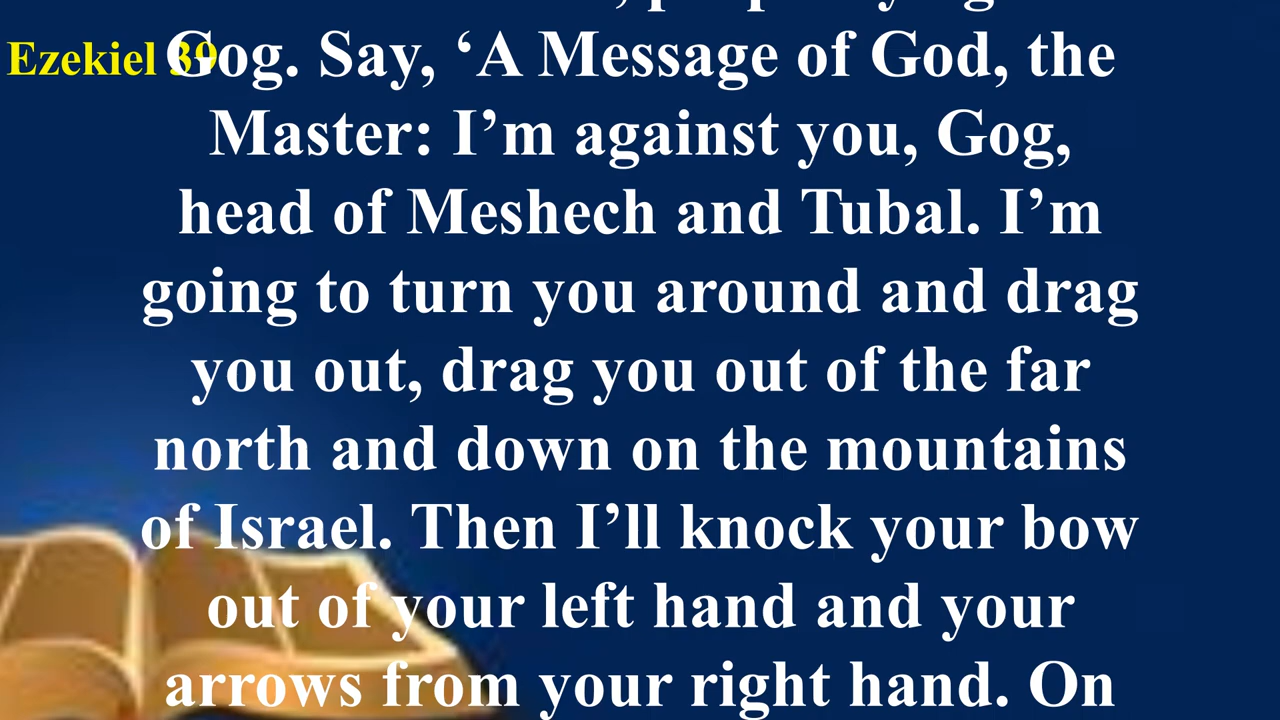 Ezekiel 39
Gog. Say, ‘A Message of God, the
Master: I’m against you, Gog,
head of Meshech and Tubal. I’m
going to turn you around and drag
you out, drag you out of the far
north and down on the mountains
of Israel. Then I’ll knock your bow
out of your left hand and your
arrows from your right hand. On